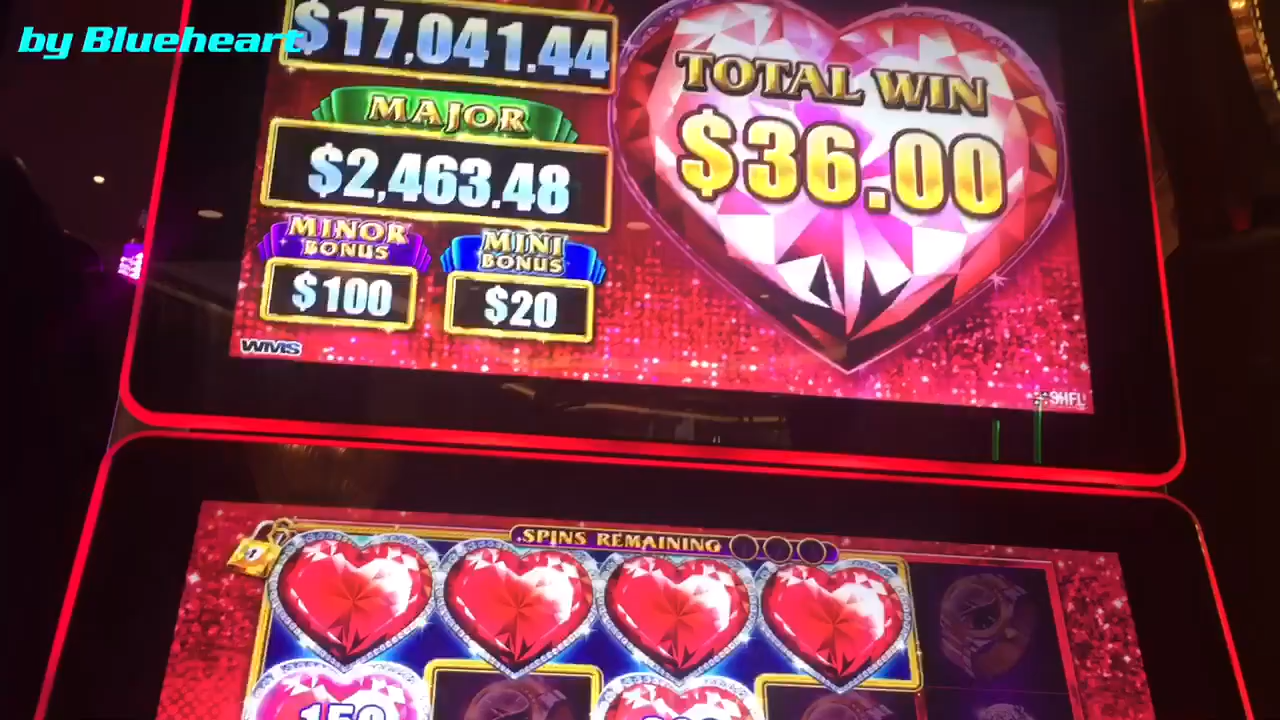 by Blueheart
$17,041.44
MAJOR
$2,463.48
MINOR
BONUS
$100
MINI
BONUS
$20
WMS
TOTAL WIN
$36.00
SHFL
SPINS REMAINING
150